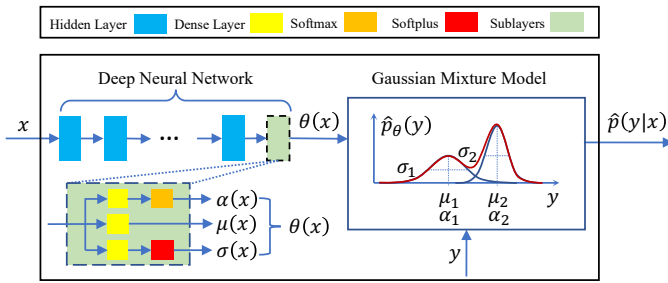 Hidden Layer Dense Layer Softmax Softplus Sublayers
Deep Neural Network
Gaussian Mixture Model
x
...
θ(x)
p̂θ(y)
σ1
σ2
μ1
μ2
y
α1
α2
p̂(y|x)
α(x)
μ(x)
θ(x)
σ(x)
y